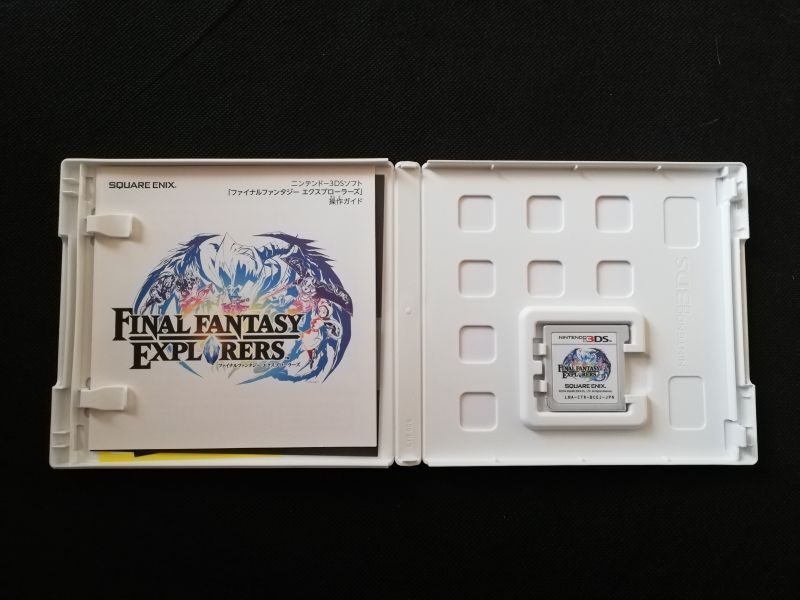 SQUARE ENIX.
ニンテンドー3DSソフト
「ファイナルファンタジー エクスプローラーズ」
操作ガイド
FINAL FANTASY
EXPLORERS
ファイナルファンタジー エクスプローラーズ
NINTENDO 3DS
NINTENDO3DS
FINAL FANTASY
EXPLORERS
SQUARE ENIX
LNA-CTR-BCEJ-JPN